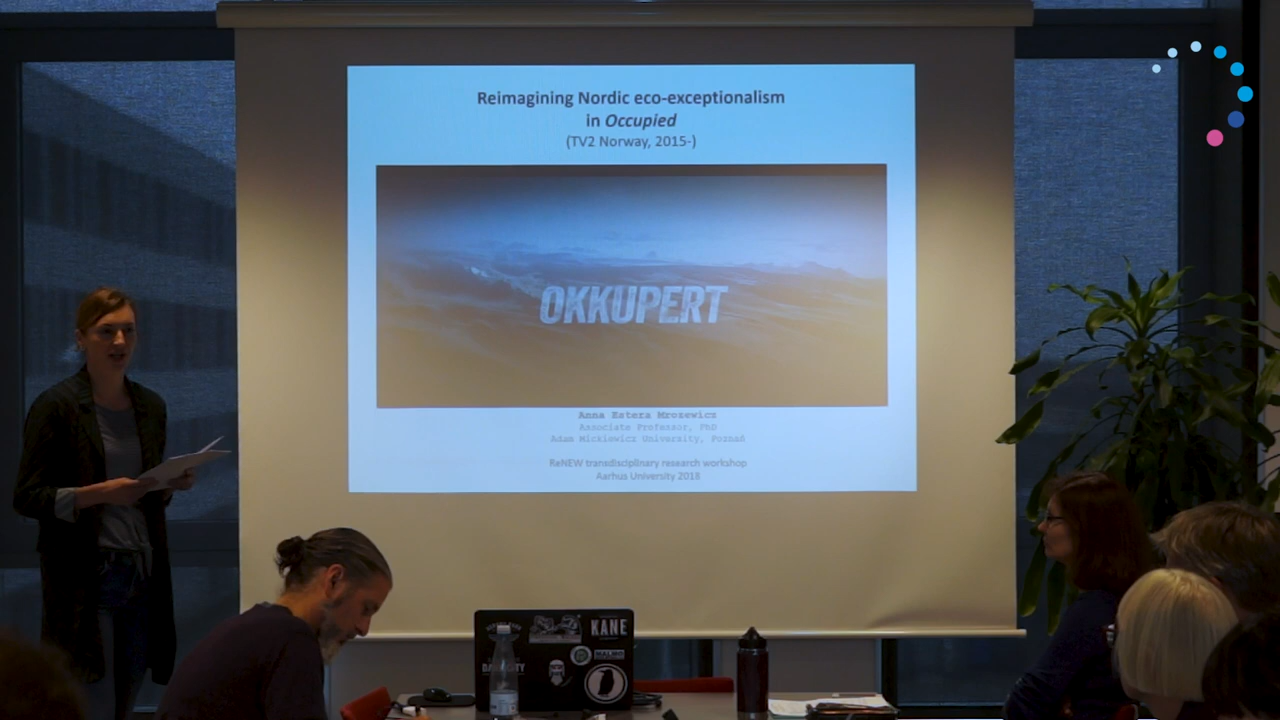 Reimagining Nordic eco-exceptionalism
in Occupied
(TV2 Norway, 2015-)
OKKUPERT
Anna Estera Mrozewicz
Associate Professor, PhD
Adam Mickiewicz University, Poznań
ReNEW transdisciplinary research workshop
Aarhus University 2018
KANE
MALMÖ